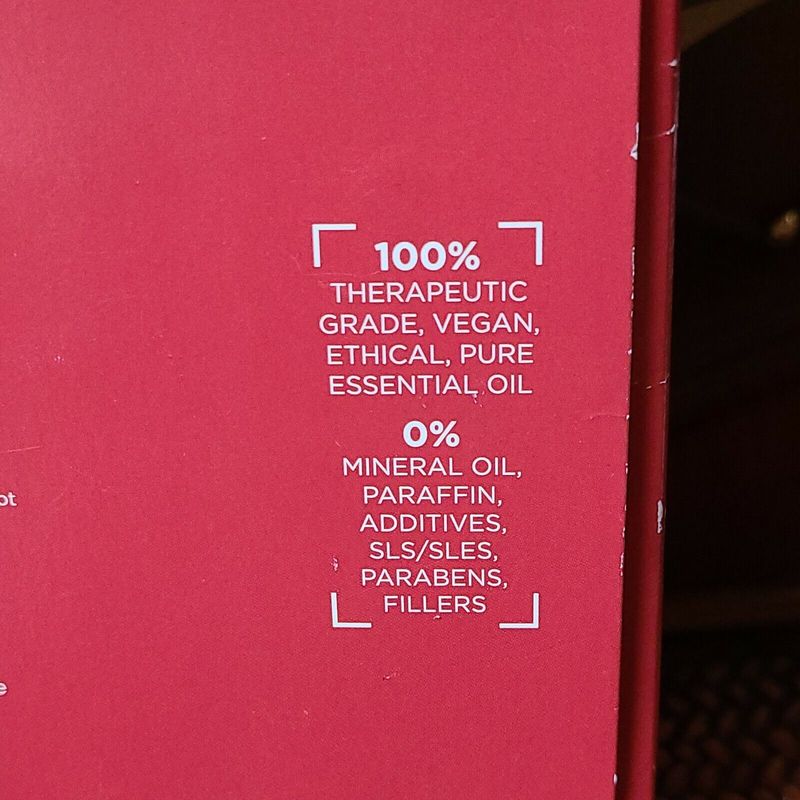 100%
THERAPEUTIC
GRADE, VEGAN,
ETHICAL, PURE
ESSENTIAL OIL
0%
MINERAL OIL,
PARAFFIN,
ADDITIVES,
SLS/SLES,
PARABENS,
FILLERS